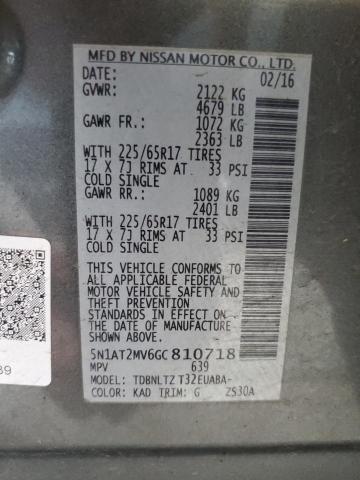 MFD BY NISSAN MOTOR CO., LTD.
DATE: 02/16
GVWR: 2122 KG
4679 LB
GAWR FR.: 1072 KG
2363 LB
WITH 225/65R17 TIRES
17 X 7J RIMS AT 33 PSI
COLD SINGLE
GAWR RR.: 1089 KG
2401 LB
WITH 225/65R17 TIRES
17 X 7J RIMS AT 33 PSI
COLD SINGLE
THIS VEHICLE CONFORMS TO
ALL APPLICABLE FEDERAL
MOTOR VEHICLE SAFETY AND
THEFT PREVENTION
STANDARDS IN EFFECT ON
THE DATE OF MANUFACTURE
SHOWN ABOVE.
5N1AT2MV6GC810718
MPV 639
MODEL: TDBNLTZ T32EUABA-
COLOR: KAD TRIM: G ZS30A
39